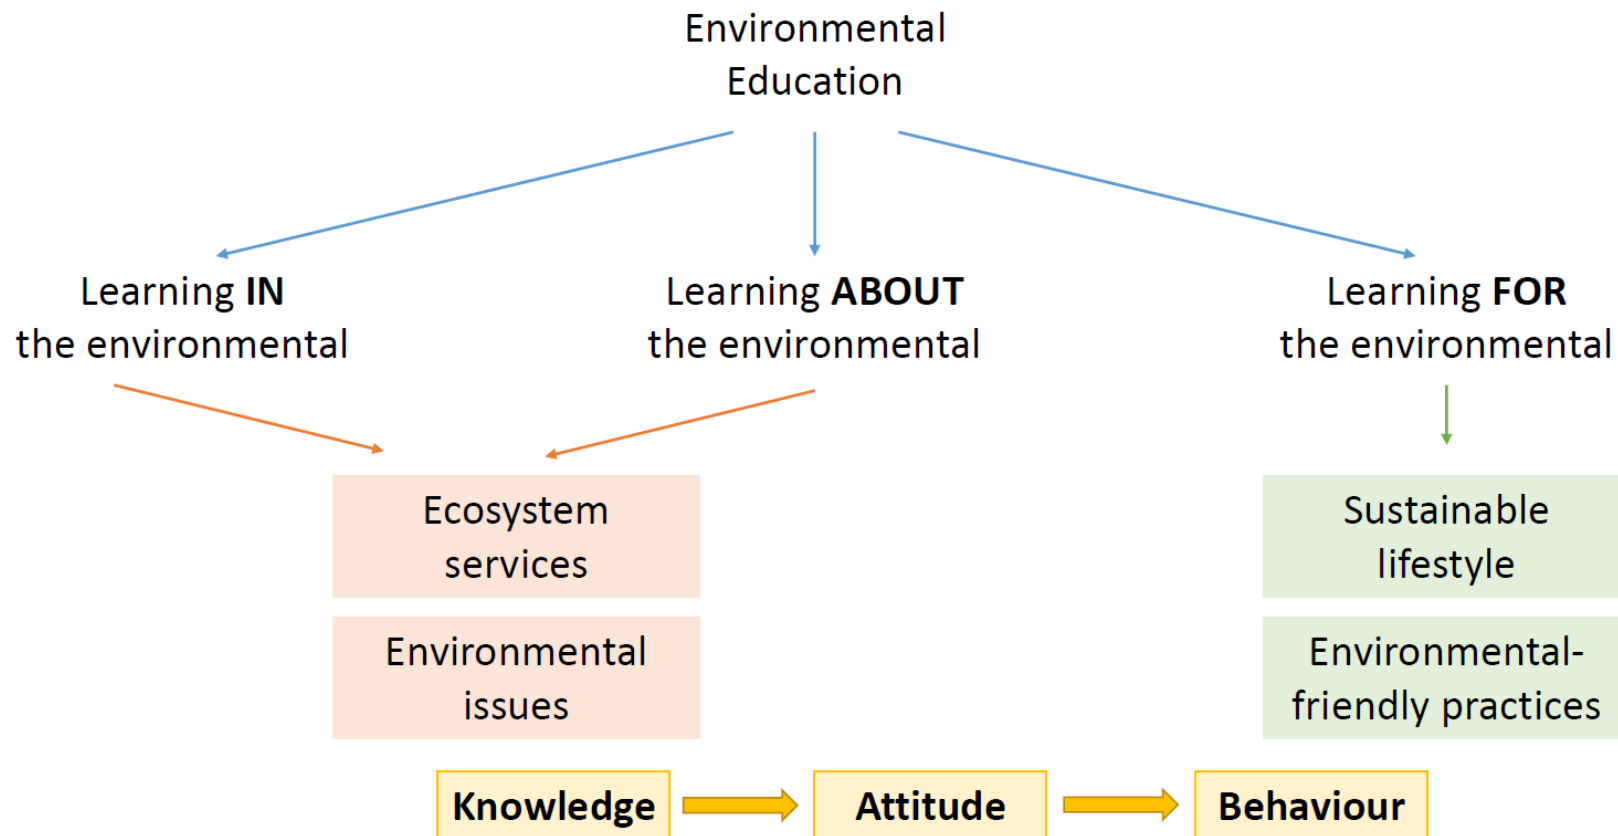 Environmental
Education
Learning IN
the environmental
Learning ABOUT
the environmental
Learning FOR
the environmental
Ecosystem
services
Environmental
issues
Sustainable
lifestyle
Environmental-
friendly practices
Knowledge
Attitude
Behaviour